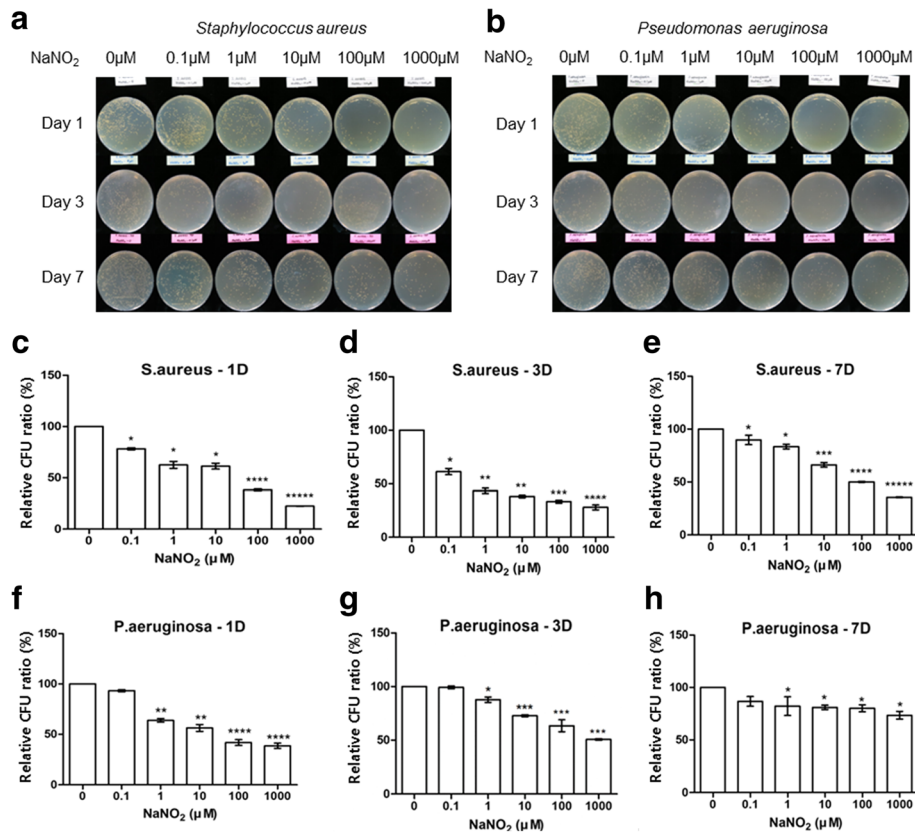 a
Staphylococcus aureus
NaNO2 0µM 0.1µM 1µM 10µM 100µM 1000µM
Day 1
Day 3
Day 7
b
Pseudomonas aeruginosa
NaNO2 0µM 0.1µM 1µM 10µM 100µM 1000µM
Day 1
Day 3
Day 7
c
S.aureus - 1D
Relative CFU ratio (%)
150
100
50
0
* * * **** *****
0 0.1 1 10 100 1000
NaNO2 (µM)
d
S.aureus - 3D
Relative CFU ratio (%)
150
100
50
0
* ** ** *** ****
0 0.1 1 10 100 1000
NaNO2 (µM)
e
S.aureus - 7D
Relative CFU ratio (%)
150
100
50
0
* * *** **** *****
0 0.1 1 10 100 1000
NaNO2 (µM)
f
P.aeruginosa - 1D
Relative CFU ratio (%)
150
100
50
0
** ** **** ****
0 0.1 1 10 100 1000
NaNO2 (µM)
g
P.aeruginosa - 3D
Relative CFU ratio (%)
150
100
50
0
* *** *** ***
0 0.1 1 10 100 1000
NaNO2 (µM)
h
P.aeruginosa - 7D
Relative CFU ratio (%)
150
100
50
0
* * * *
0 0.1 1 10 100 1000
NaNO2 (µM)